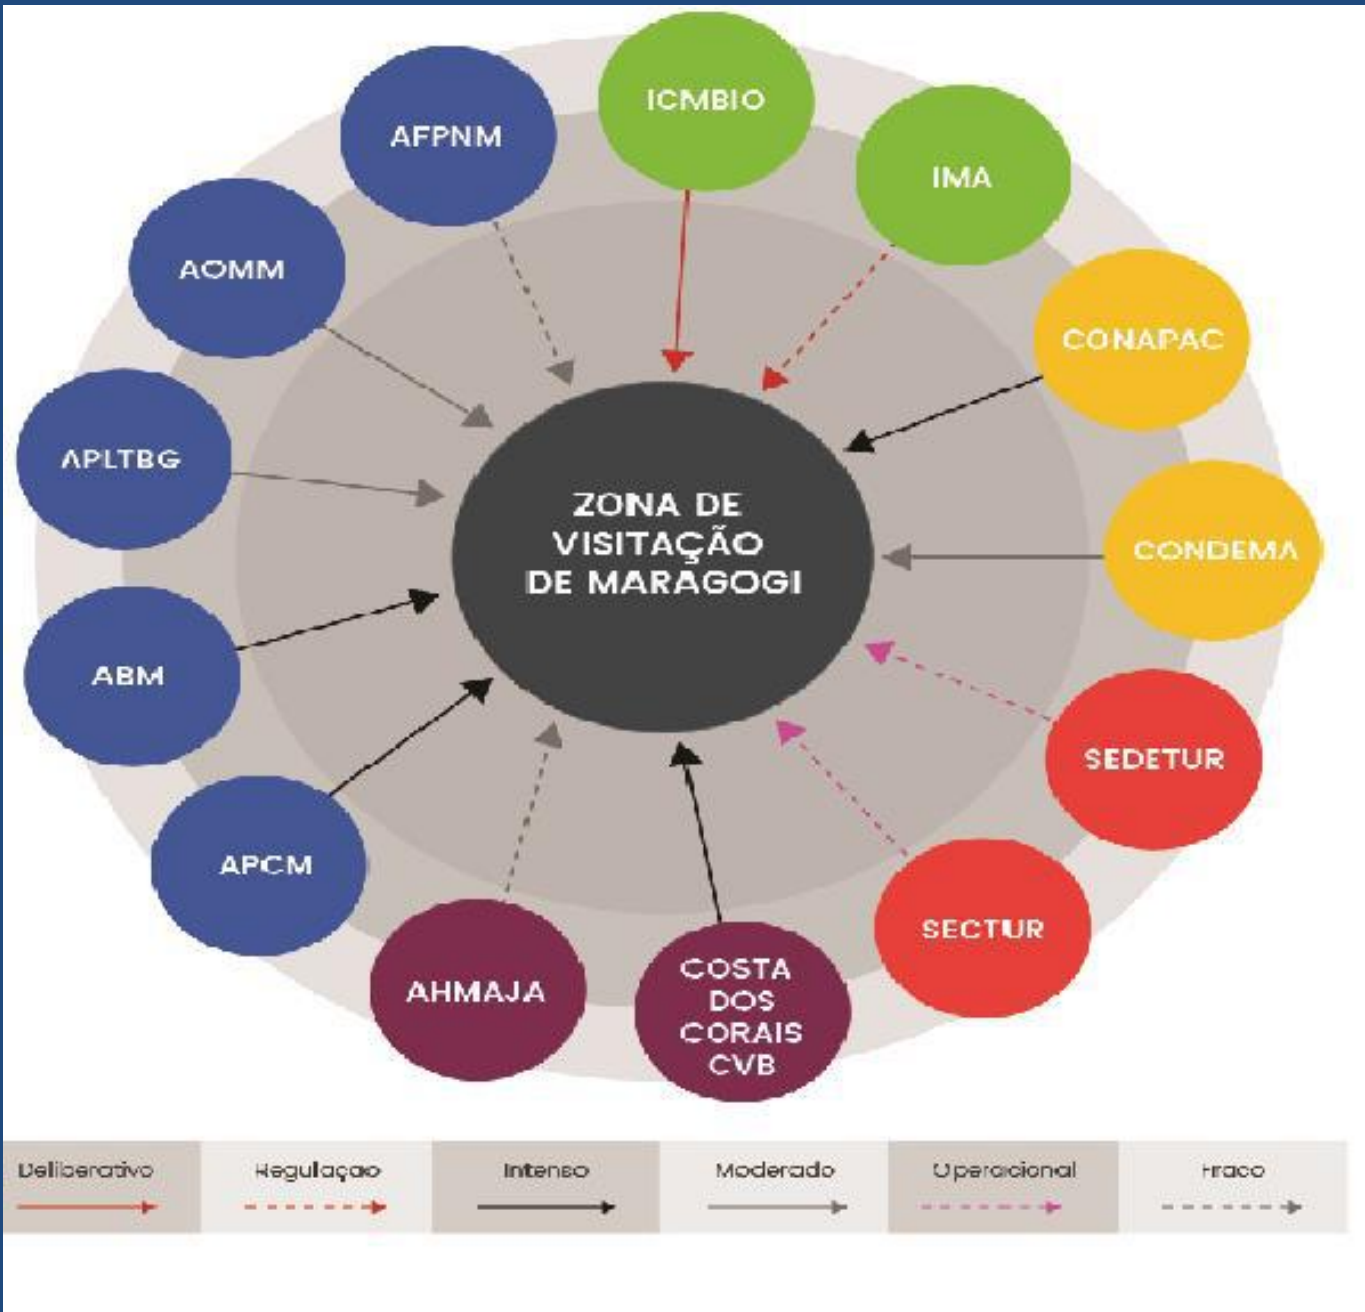 ICMBIO
AFPNM
IMA
AOMM
CONAPAC
APLTBG
ZONA DE
VISITAÇÃO
DE MARAGOGI
CONDEMA
ABM
SEDETUR
APCM
SECTUR
AHMAJA
COSTA
DOS
CORAIS
CVB
Deliberativo
Regulaçao
Intenso
Moderado
Operacional
Fraco